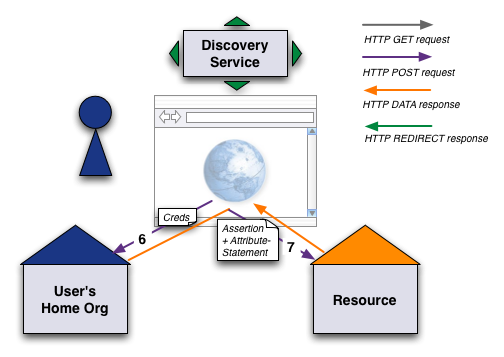 Discovery
Service
HTTP GET request
HTTP POST request
HTTP DATA response
HTTP REDIRECT response
Creds
6
Assertion
+ Attribute-
Statement
7
User's
Home Org
Resource